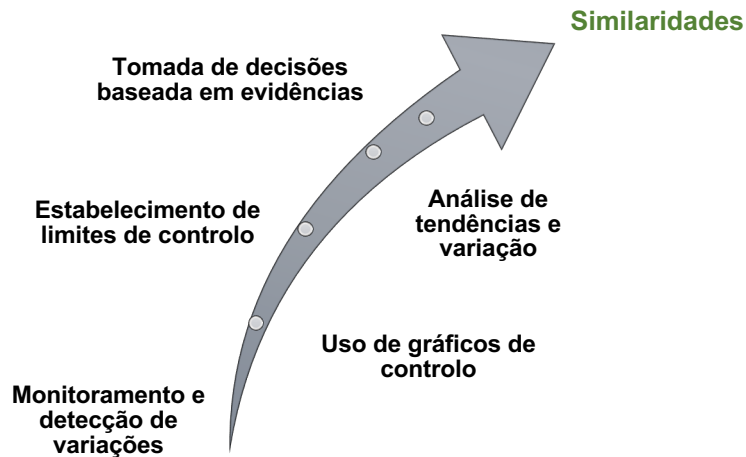 Similaridades
Tomada de decisões
baseada em evidências
Análise de
tendências e
variação
Estabelecimento de
limites de controlo
Uso de gráficos de
controlo
Monitoramento e
detecção de
variações